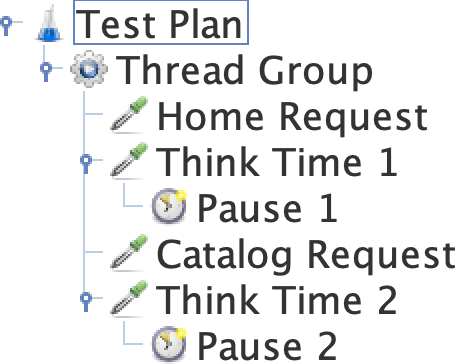 Test Plan
Thread Group
Home Request
Think Time 1
Pause 1
Catalog Request
Think Time 2
Pause 2